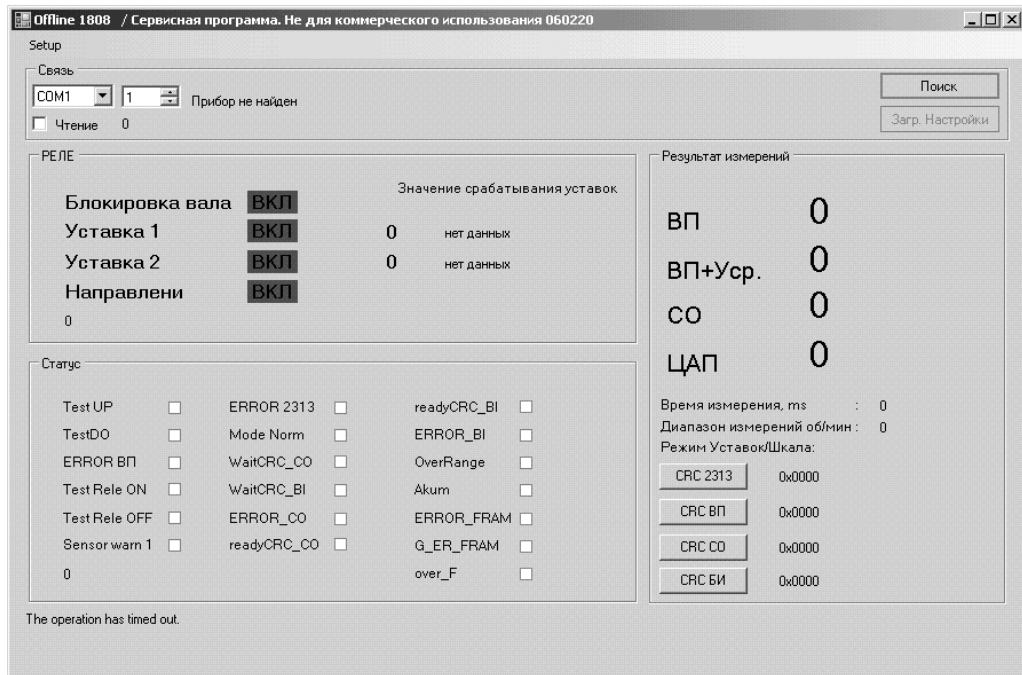 Offline 1808 / Сервисная программа. Не для коммерческого использования 060220
Setup
Связь
COM1 1 Прибор не найден
Поиск
Чтение 0
Загр. Настройки
РЕЛЕ
Значение срабатывания уставок
Блокировка вала ВКЛ
Уставка 1 ВКЛ 0 нет данных
Уставка 2 ВКЛ 0 нет данных
Направлени ВКЛ
0
Статус
Test UP ERROR 2313 readyCRC_BI
TestDO Mode Norm ERROR_BI
ERROR ВП WaitCRC_CO OverRange
Test Rele ON WaitCRC_BI Akum
Test Rele OFF ERROR_CO ERROR_FRAM
Sensor warn 1 readyCRC_CO G_ER_FRAM
0 over_F
Результат измерений
ВП 0
ВП+Уср. 0
СО 0
ЦАП 0
Время измерения, ms : 0
Диапазон измерений об/мин : 0
Режим Уставок/Шкала:
CRC 2313 0x0000
CRC ВП 0x0000
CRC CO 0x0000
CRC БИ 0x0000
The operation has timed out.